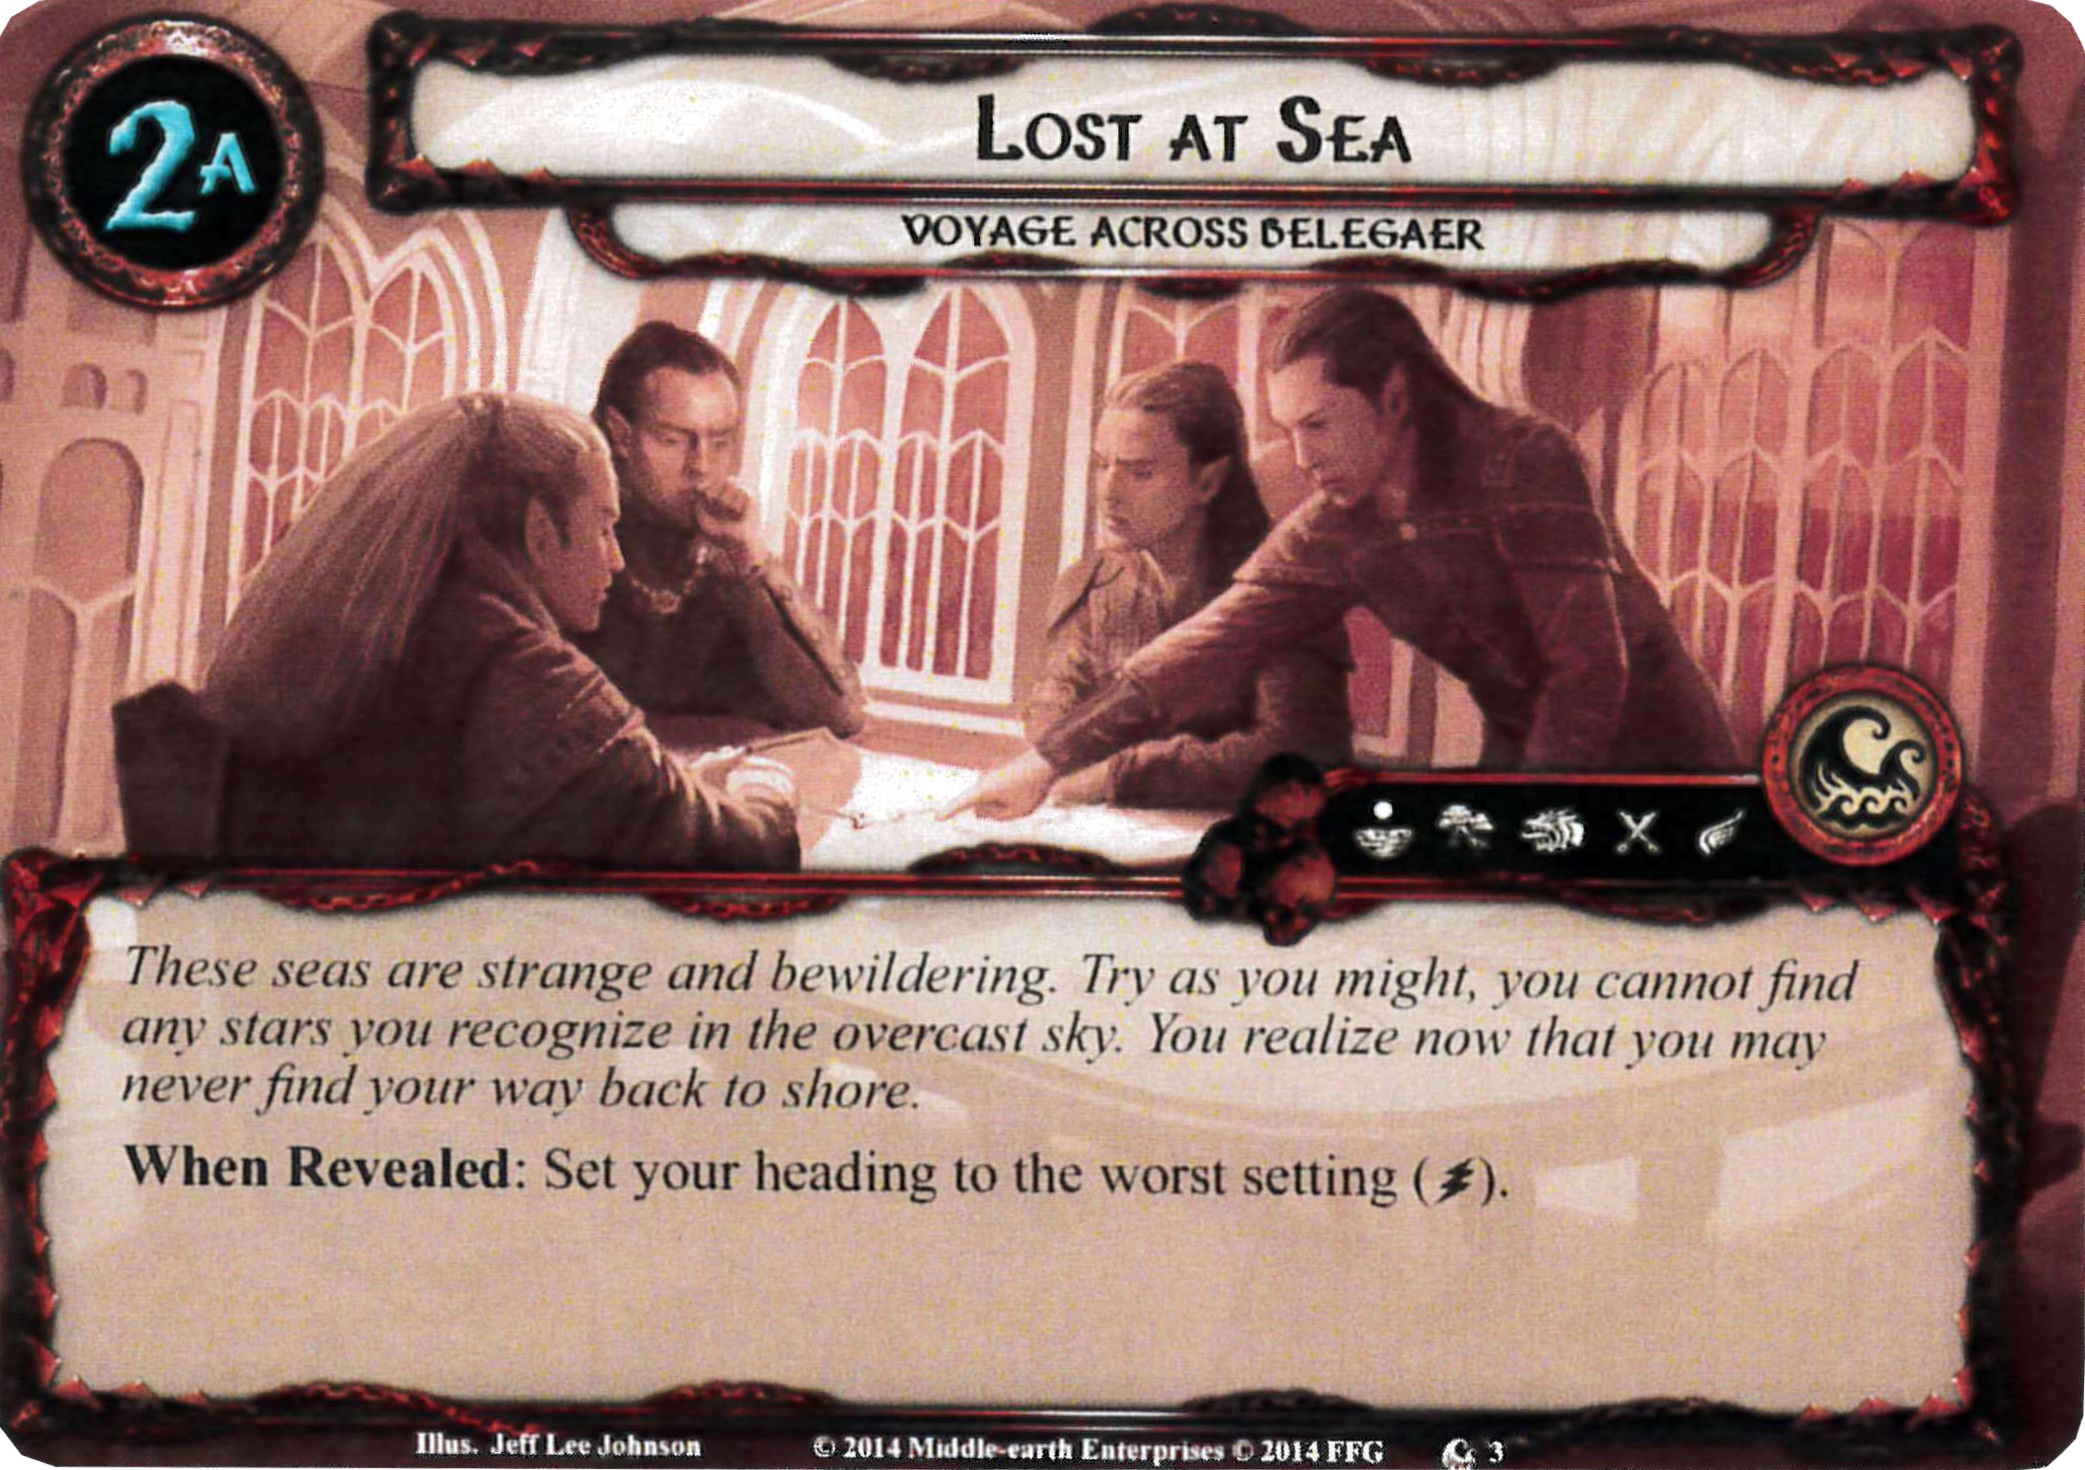 2A
Lost at Sea
Voyage Across Belegaer
These seas are strange and bewildering. Try as you might, you cannot find
any stars you recognize in the overcast sky. You realize now that you may
never find your way back to shore.
When Revealed: Set your heading to the worst setting ( ).
Illus. Jeff Lee Johnson
© 2014 Middle-earth Enterprises © 2014 FFG
3